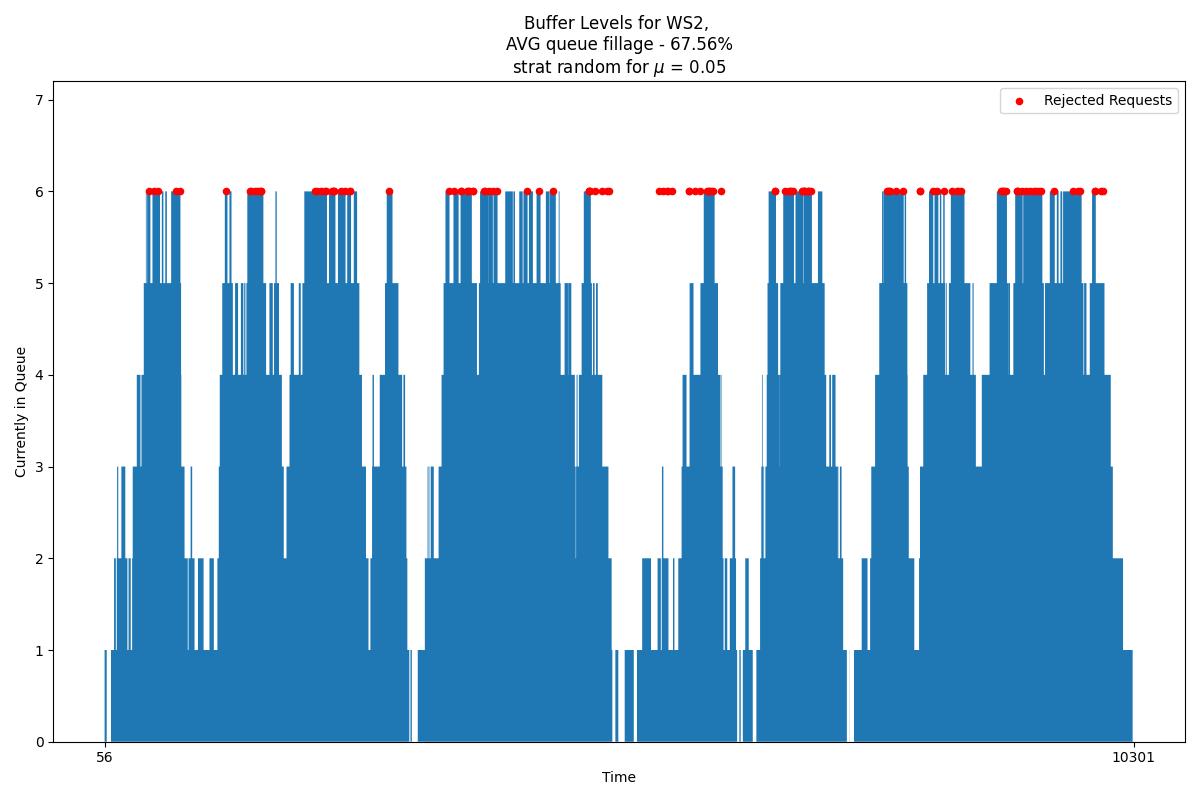 Buffer Levels for WS2,
AVG queue fillage - 67.56%
strat random for μ = 0.05
Rejected Requests
7
6
5
4
3
2
1
0
Currently in Queue
56
10301
Time